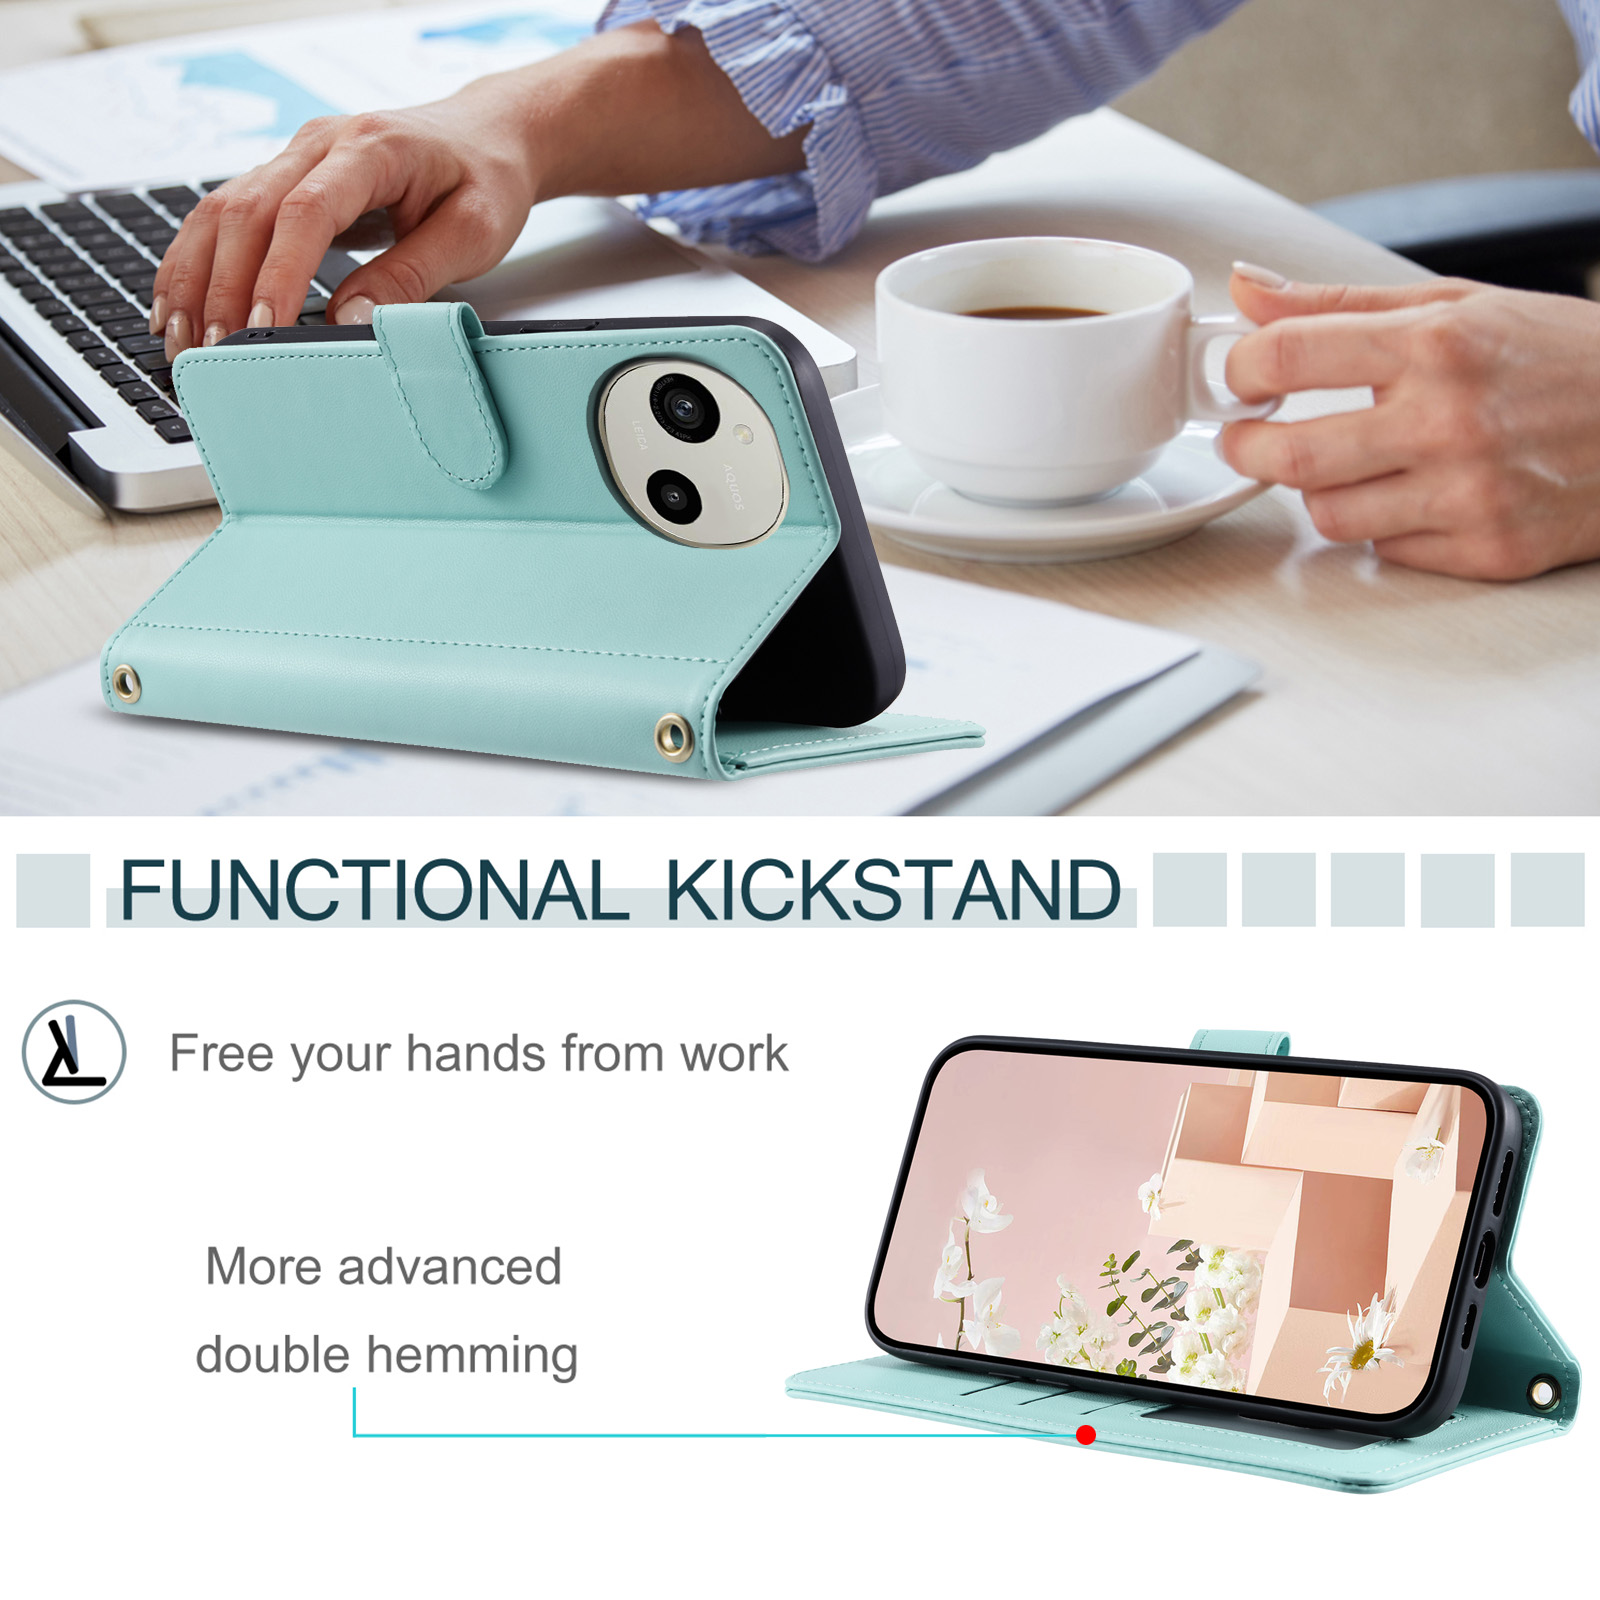 LEICA
AQUOS
FUNCTIONAL KICKSTAND
Free your hands from work
More advanced
double hemming